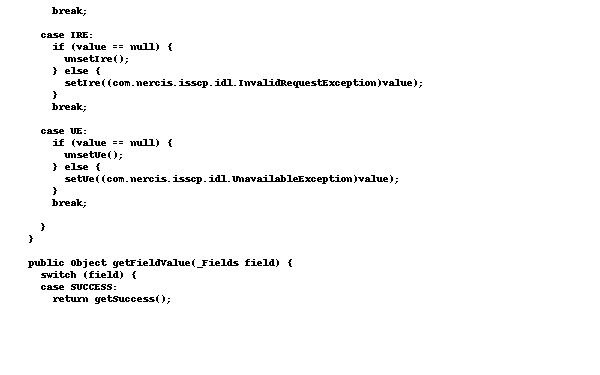 break;
case IRE:
if (value == null) {
unsetIre();
} else {
setIre((com.nercis.isscp.idl.InvalidRequestException)value);
}
break;
case UE:
if (value == null) {
unsetUe();
} else {
setUe((com.nercis.isscp.idl.UnavailableException)value);
}
break;
}
}
public Object getFieldValue(_Fields field) {
switch (field) {
case SUCCESS:
return getSuccess();